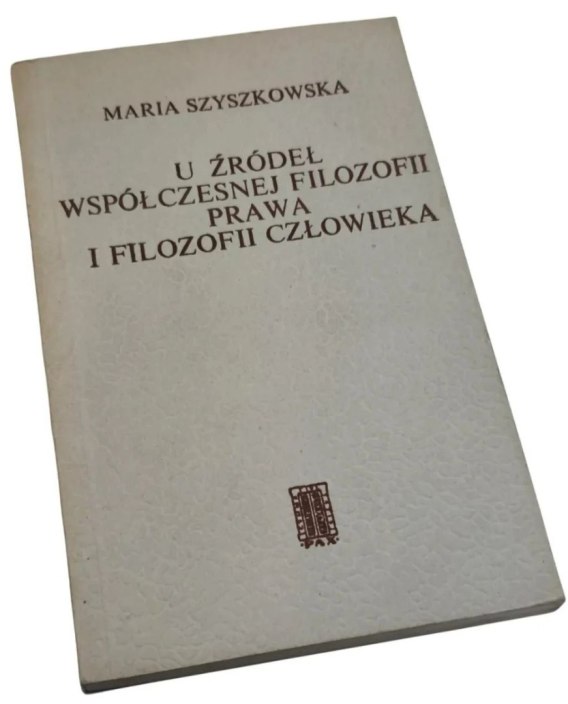 MARIA SZYSZKOWSKA
U ŹRÓDEŁ
WSPÓŁCZESNEJ FILOZOFII
PRAWA
I FILOZOFII CZŁOWIEKA
PAX